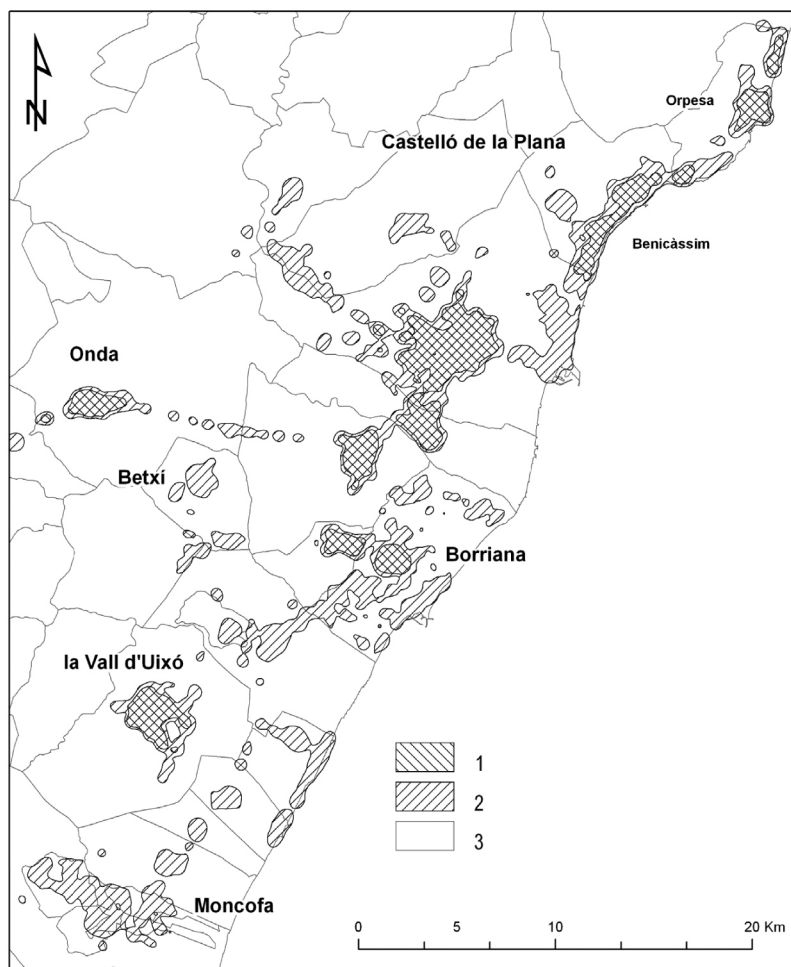 N
Orpesa
Castelló de la Plana
Benicàssim
Onda
Betxí
Borriana
la Vall d'Uixó
1
2
3
Moncofa
0 5 10 20 Km